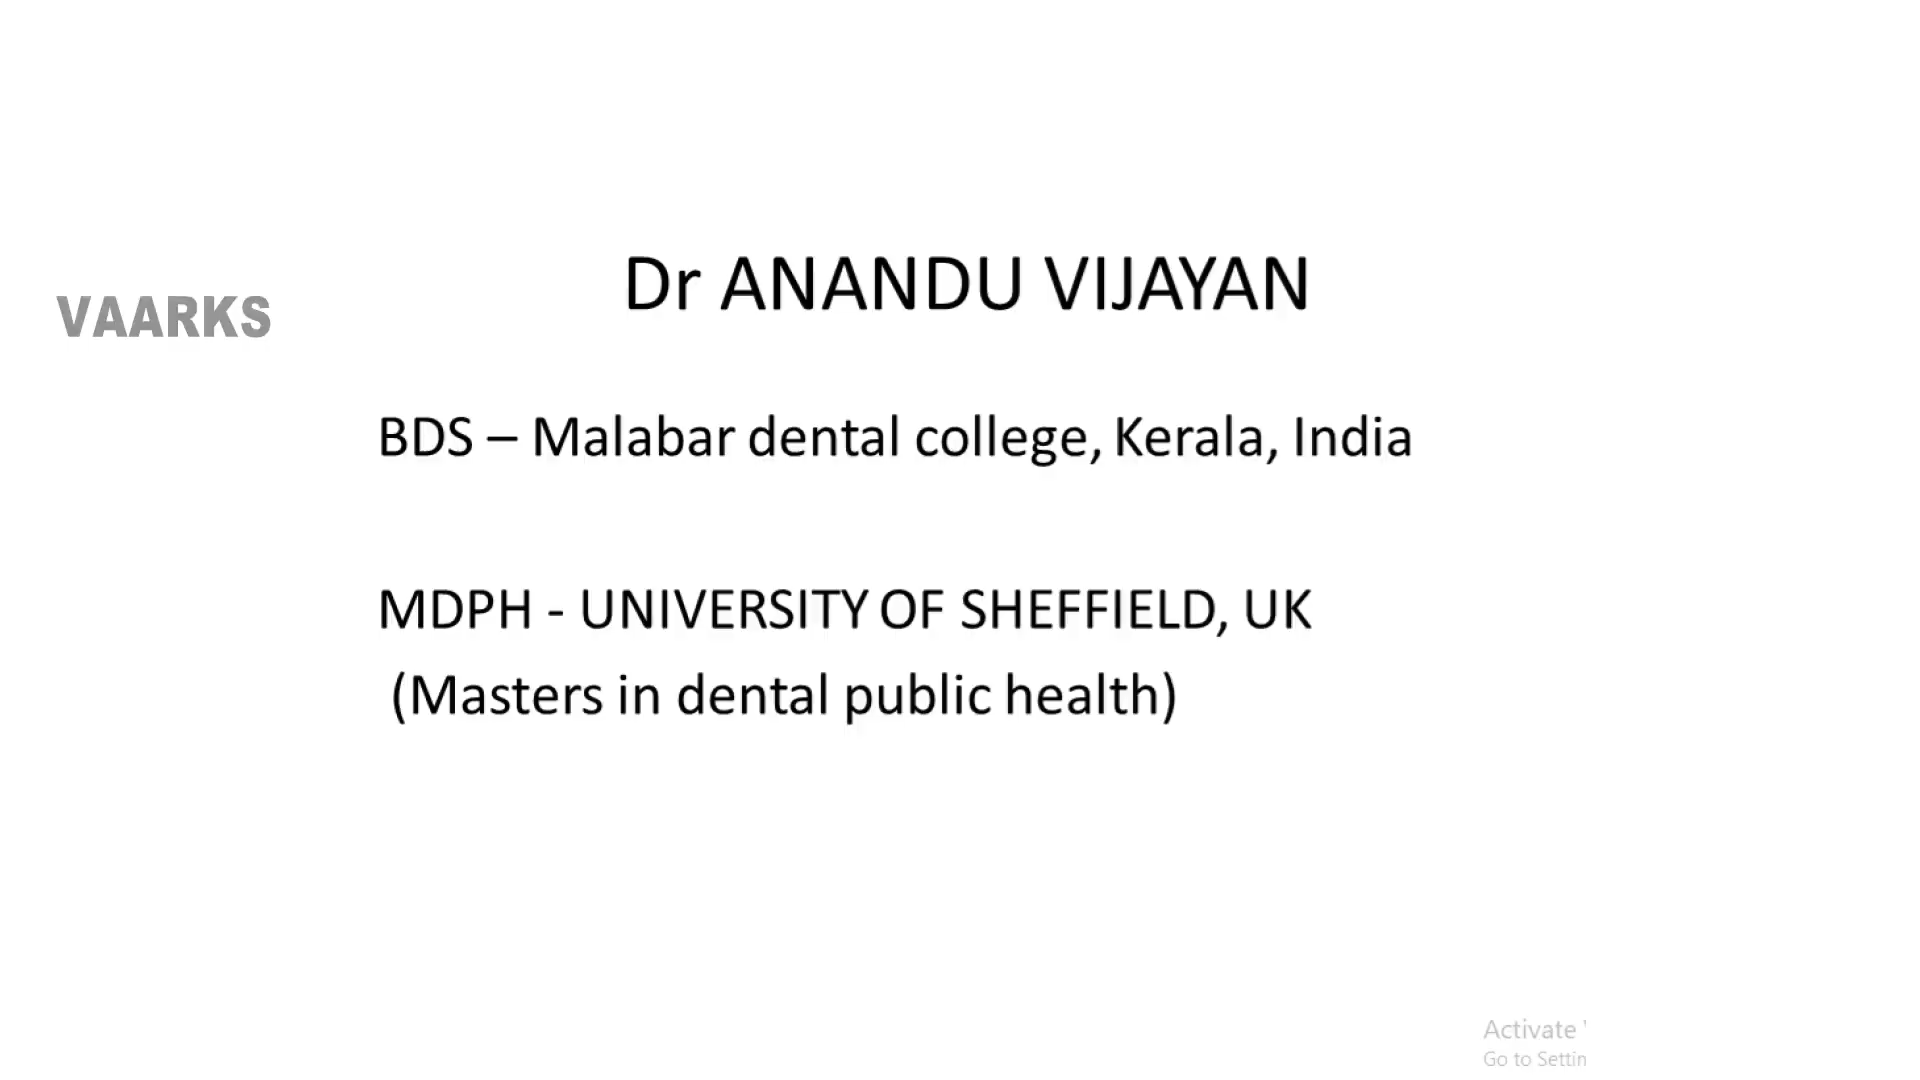 Dr ANANDU VIJAYAN
VAARKS
BDS – Malabar dental college, Kerala, India
MDPH - UNIVERSITY OF SHEFFIELD, UK
(Masters in dental public health)
Activate
Go to